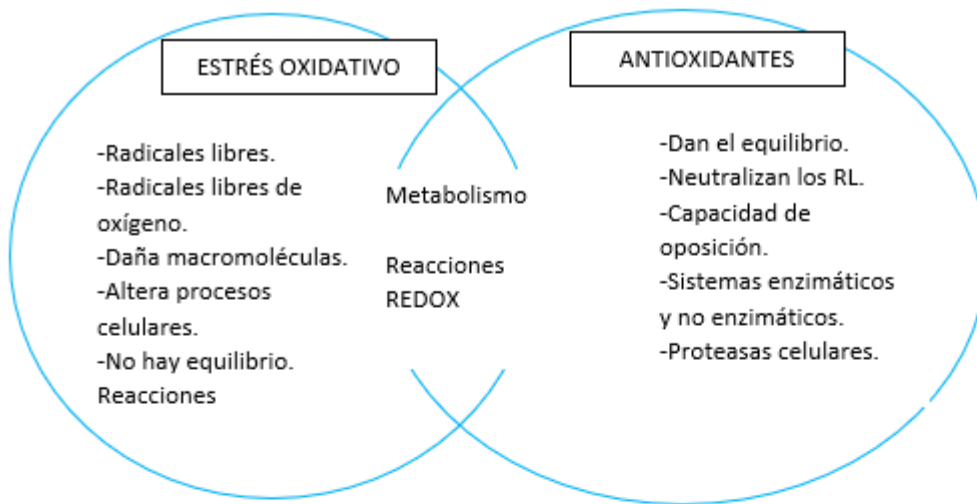 ESTRÉS OXIDATIVO
-Radicales libres.
-Radicales libres de
oxígeno.
-Daña macromoléculas.
-Altera procesos
celulares.
-No hay equilibrio.
Reacciones
Metabolismo
Reacciones
REDOX
ANTIOXIDANTES
-Dan el equilibrio.
-Neutralizan los RL.
-Capacidad de
oposición.
-Sistemas enzimáticos
y no enzimáticos.
-Proteasas celulares.